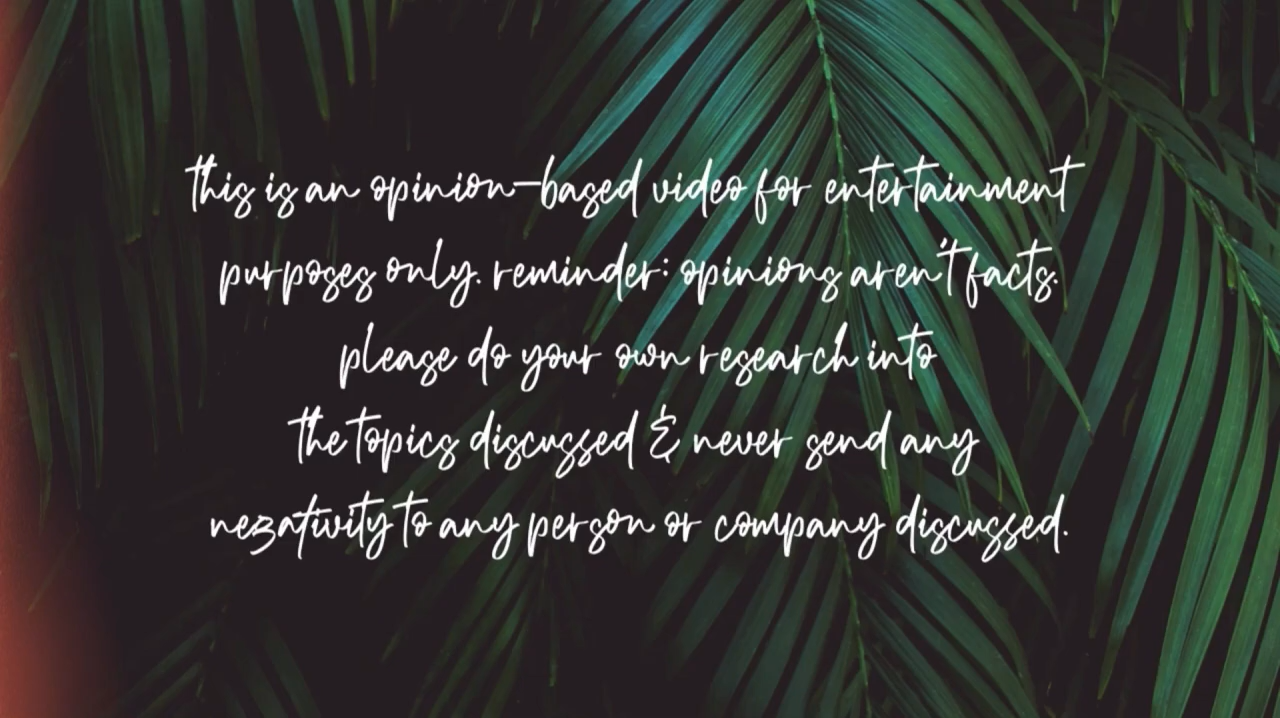 this is an opinion-based video for entertainment
purposes only. reminder: opinions aren't facts.
please do your own research into
the topics discussed & never send any
negativity to any person or company discussed.